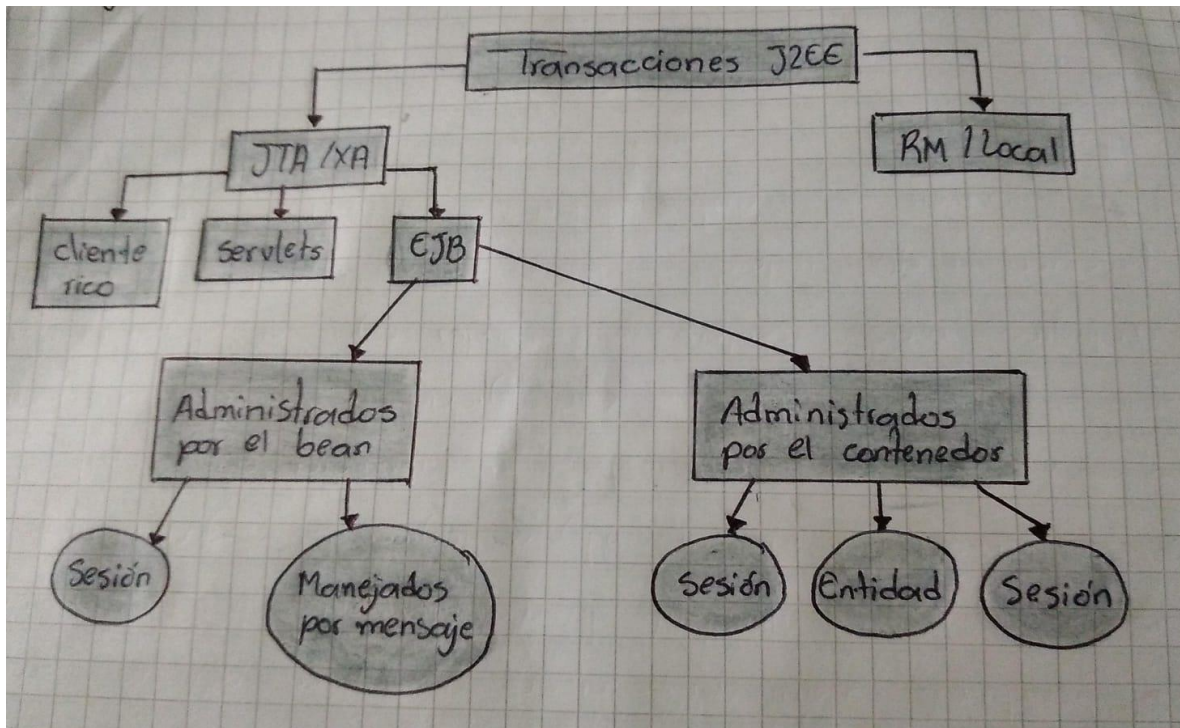 Transacciones J2EE
JTA/XA
RM/Local
cliente
rico
Servlets
EJB
Administrados
por el bean
Administrados
por el contenedor
Sesión
Manejados
por mensaje
Sesión
Entidad
Sesión